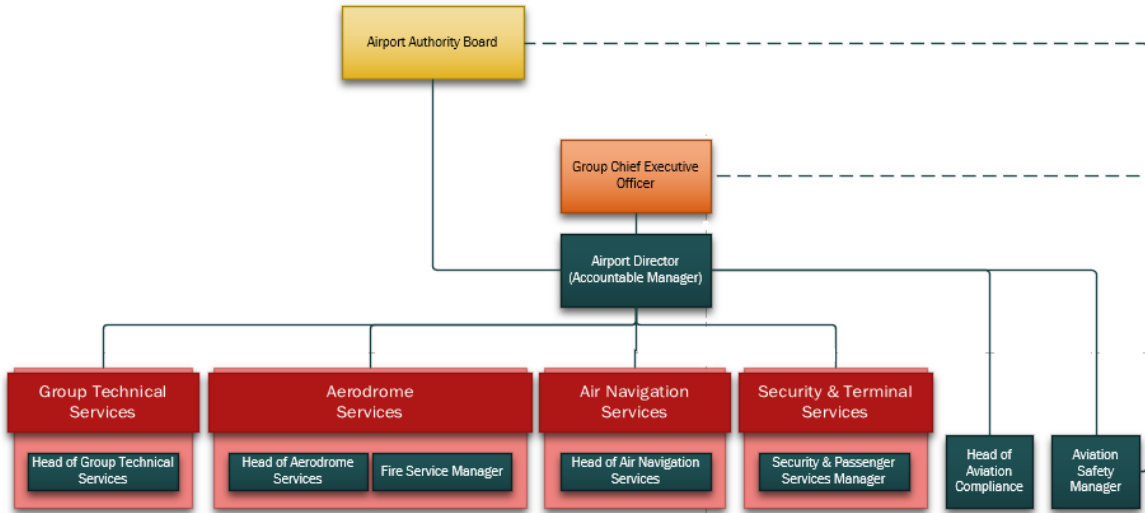 Airport Authority Board
Group Chief Executive
Officer
Airport Director
(Accountable Manager)
Group Technical
Services
Head of Group Technical
Services
Aerodrome
Services
Head of Aerodrome
Services
Fire Service Manager
Air Navigation
Services
Head of Air Navigation
Services
Security & Terminal
Services
Security & Passenger
Services Manager
Head of
Aviation
Compliance
Aviation
Safety
Manager